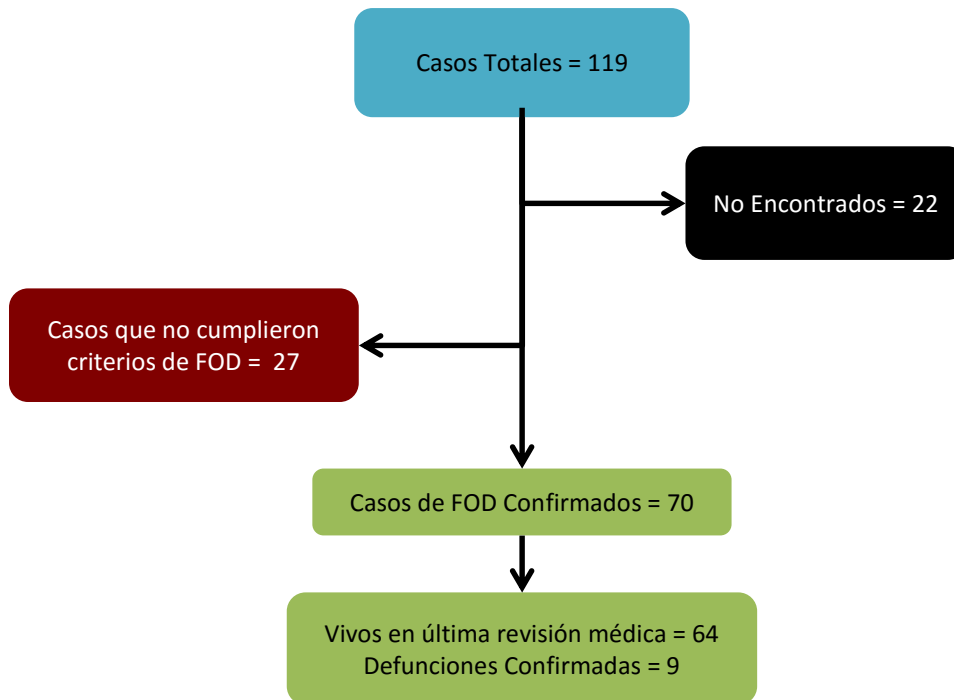 Casos Totales = 119
No Encontrados = 22
Casos que no cumplieron
criterios de FOD =  27
Casos de FOD Confirmados = 70
Vivos en última revisión médica = 64
Defunciones Confirmadas = 9